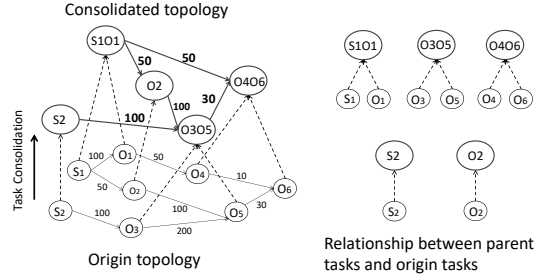 Consolidated topology
S1O1
50
50
O2
O4O6
100
30
S2
100
O3O5
Task Consolidation
100
O1
50
S1
O4
10
50
O2
O6
S2
100
100
O5
30
O3
200
Origin topology
S1O1
O3O5
O4O6
S1
O1
O3
O5
O4
O6
S2
O2
S2
O2
Relationship between parent
tasks and origin tasks